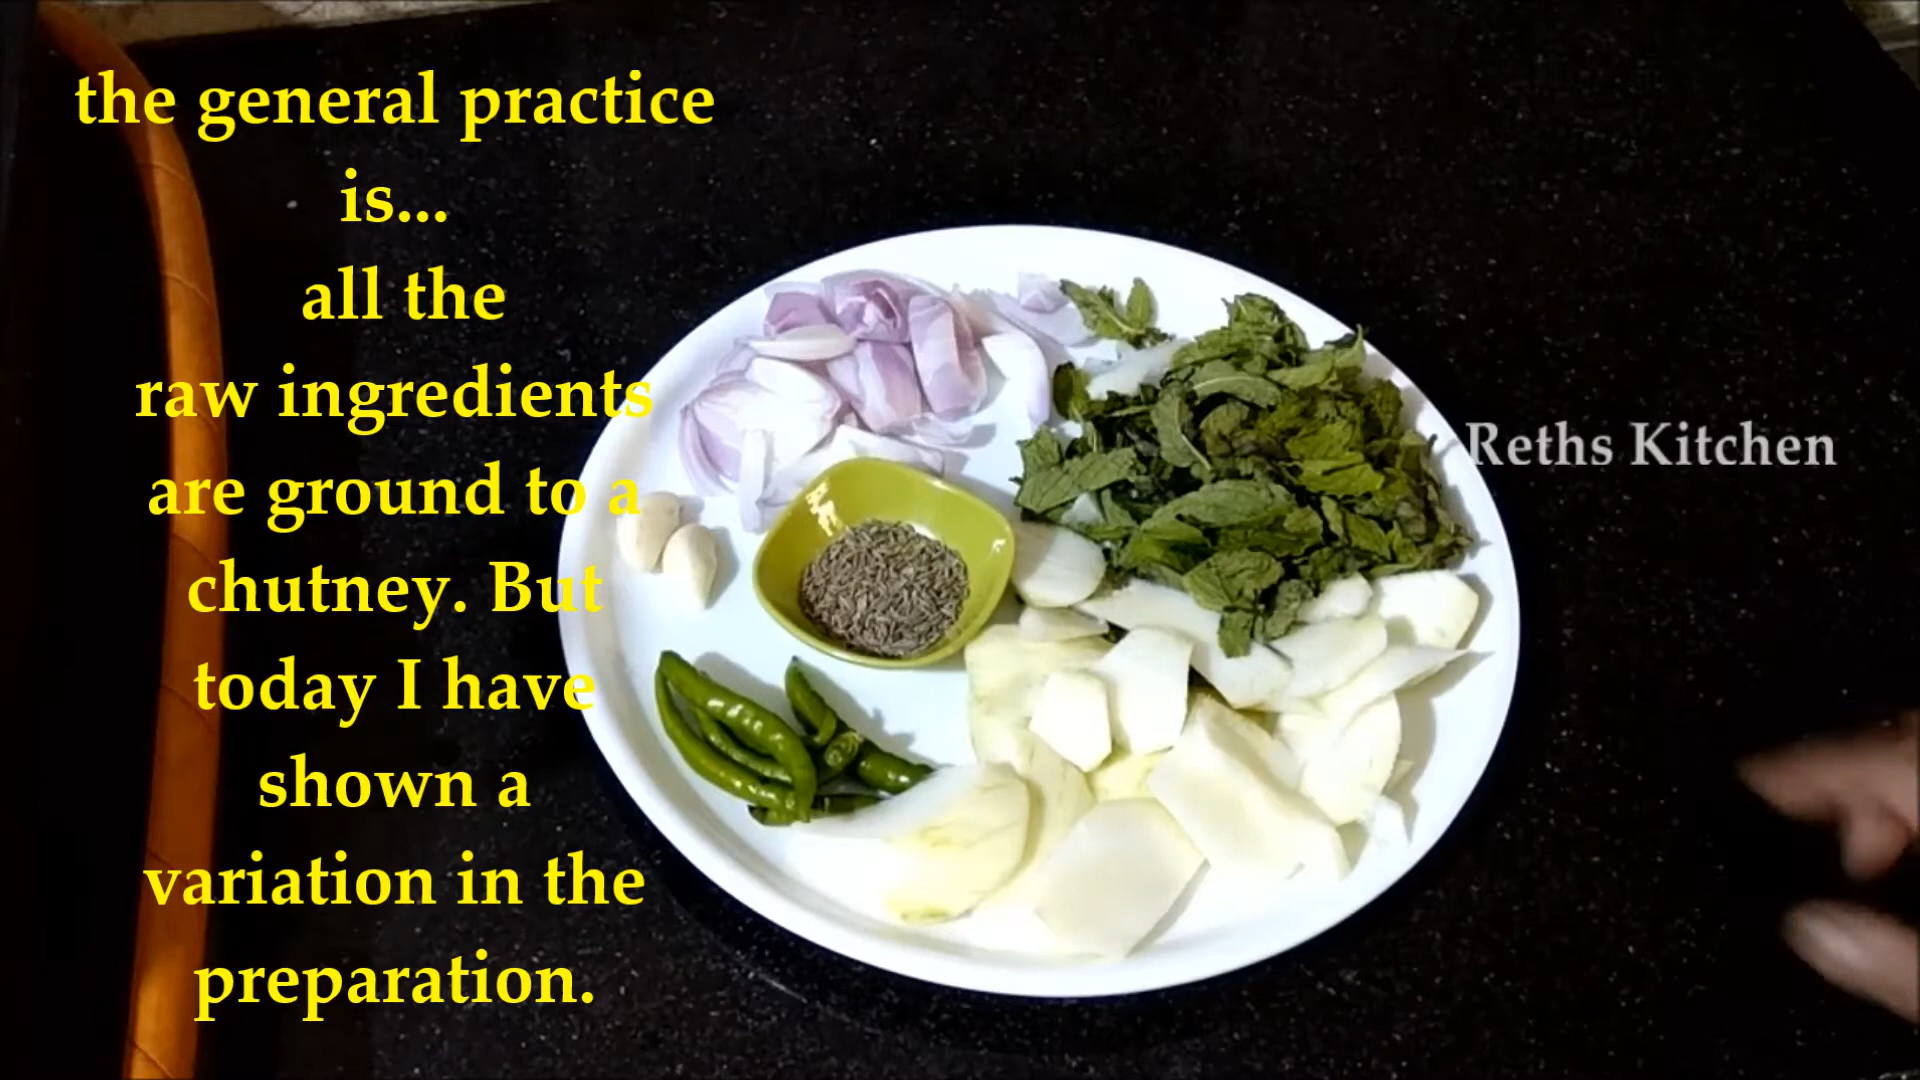 the general practice
is...
all the
raw ingredients
are ground to a
chutney. But
today I have
shown a
variation in the
preparation.
Reths Kitchen